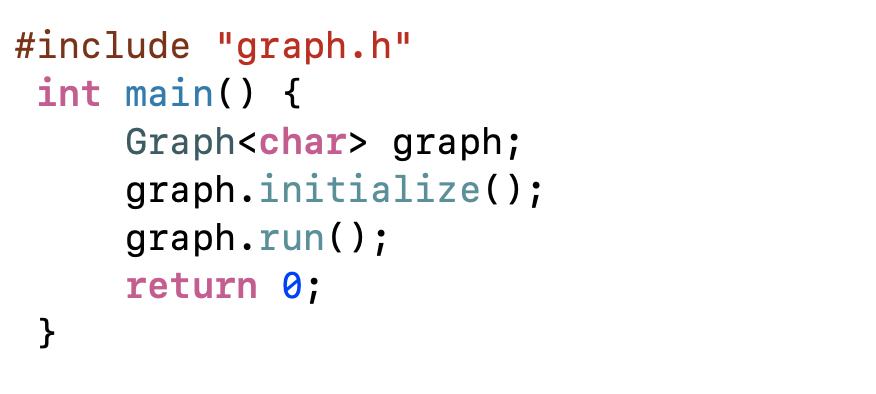 #include "graph.h"
int main() {
Graph<char> graph;
graph.initialize();
graph.run();
return 0;
}